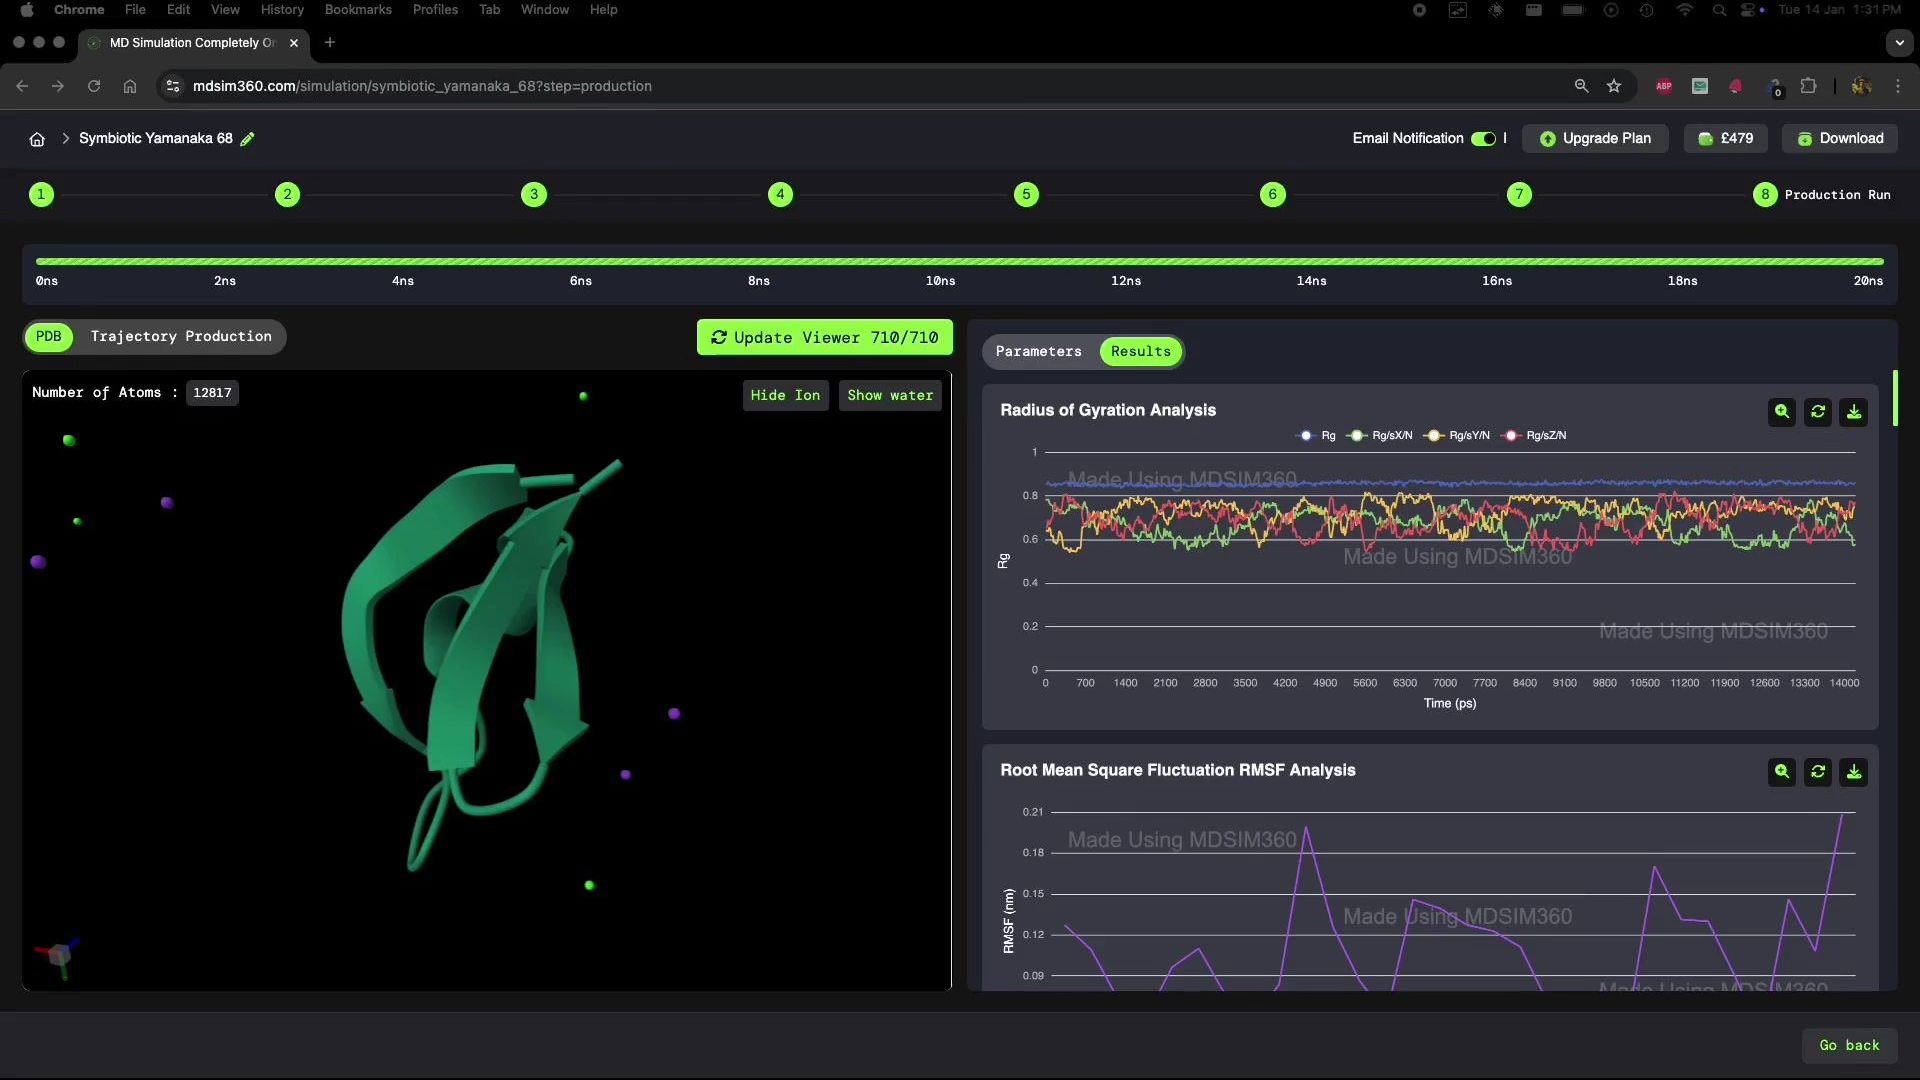 Chrome File Edit View History Bookmarks Profiles Tab Window Help Tue 14 Jan 1:31 PM
MD Simulation Completely Or
mdsim360.com/simulation/symbiotic_yamanaka_68?step=production ABP 0
Symbiotic Yamanaka 68 Email Notification Upgrade Plan £479 Download
1 2 3 4 5 6 7 8 Production Run
0ns 2ns 4ns 6ns 8ns 10ns 12ns 14ns 16ns 18ns 20ns
PDB Trajectory Production Update Viewer 710/710
Number of Atoms : 12817 Hide Ion Show water
Parameters Results
Radius of Gyration Analysis
Rg Rg/sX/N Rg/sY/N Rg/sZ/N
1
Made Using MDSIM360
0.8
0.6
Made Using MDSIM360
Rg
0.4
0.2
Made Using MDSIM360
0
0 700 1400 2100 2800 3500 4200 4900 5600 6300 7000 7700 8400 9100 9800 10500 11200 11900 12600 13300 14000
Time (ps)
Root Mean Square Fluctuation RMSF Analysis
0.21
Made Using MDSIM360
0.18
0.15
Made Using MDSIM360
RMSF (nm)
0.12
0.09
Made Using MDSIM360
Go back